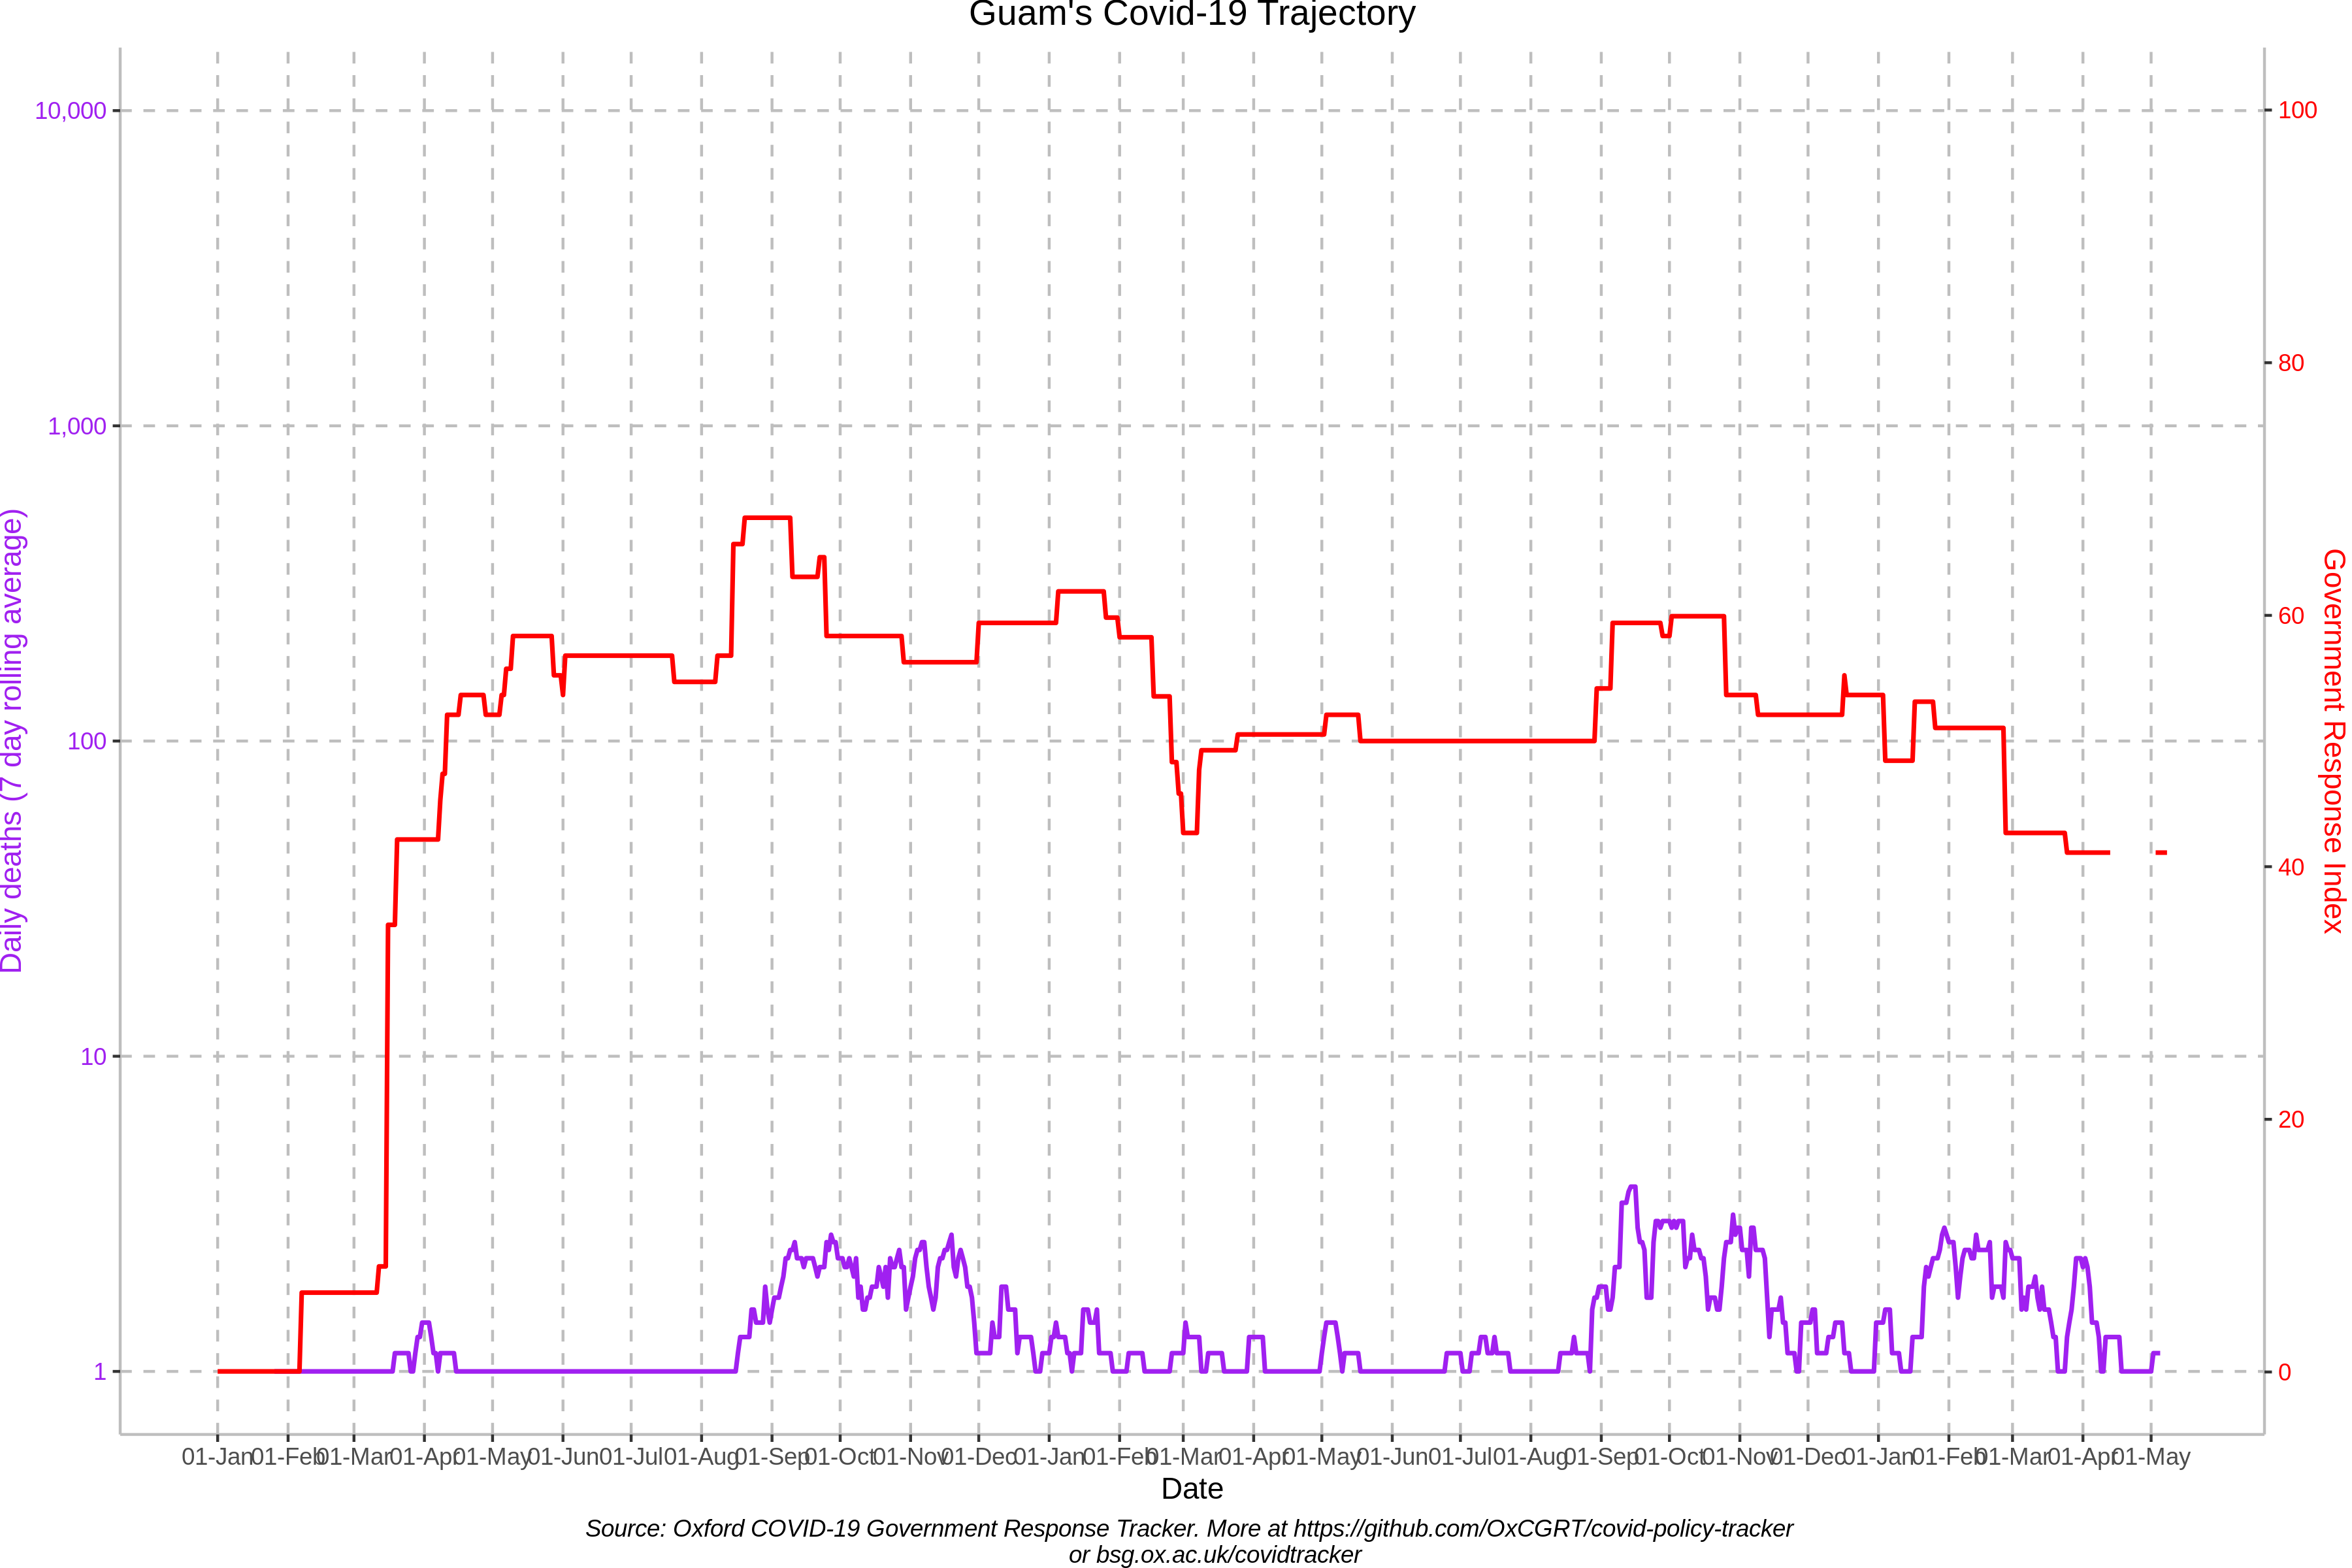 Guam's Covid-19 Trajectory
Daily deaths (7 day rolling average)
10,000
1,000
100
10
1
Government Response Index
100
80
60
40
20
0
01-Jan 01-Feb 01-Mar 01-Apr 01-May 01-Jun 01-Jul 01-Aug 01-Sep 01-Oct 01-Nov 01-Dec 01-Jan 01-Feb 01-Mar 01-Apr 01-May 01-Jun 01-Jul 01-Aug 01-Sep 01-Oct 01-Nov 01-Dec 01-Jan 01-Feb 01-Mar 01-Apr 01-May
Date
Source: Oxford COVID-19 Government Response Tracker. More at https://github.com/OxCGRT/covid-policy-tracker
or bsg.ox.ac.uk/covidtracker